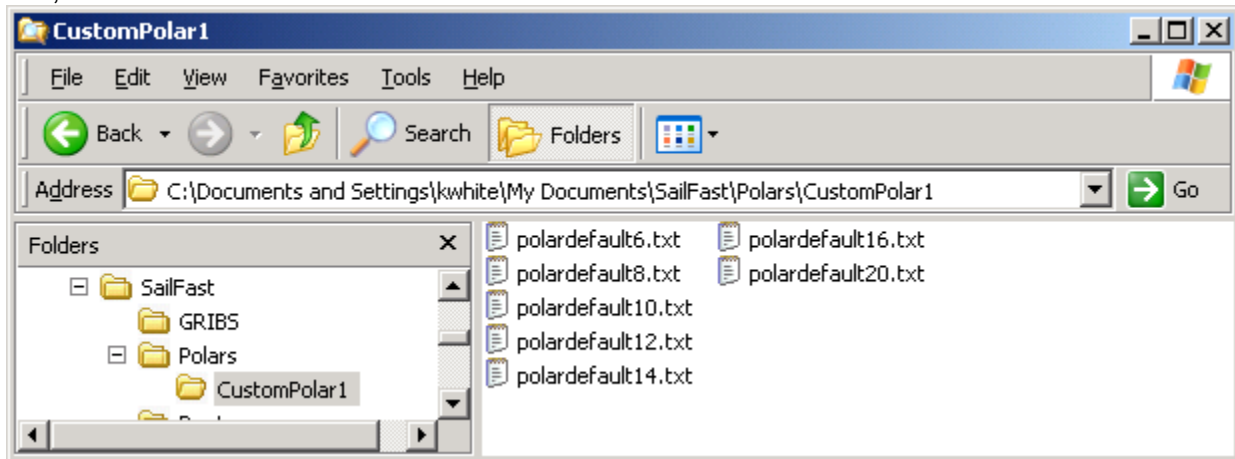 CustomPolar1
File Edit View Favorites Tools Help
Back Search Folders
Address C:\Documents and Settings\kwhite\My Documents\SailFast\Polars\CustomPolar1 Go
Folders
SailFast
GRIBS
Polars
CustomPolar1
polardefault6.txt polardefault16.txt
polardefault8.txt polardefault20.txt
polardefault10.txt
polardefault12.txt
polardefault14.txt